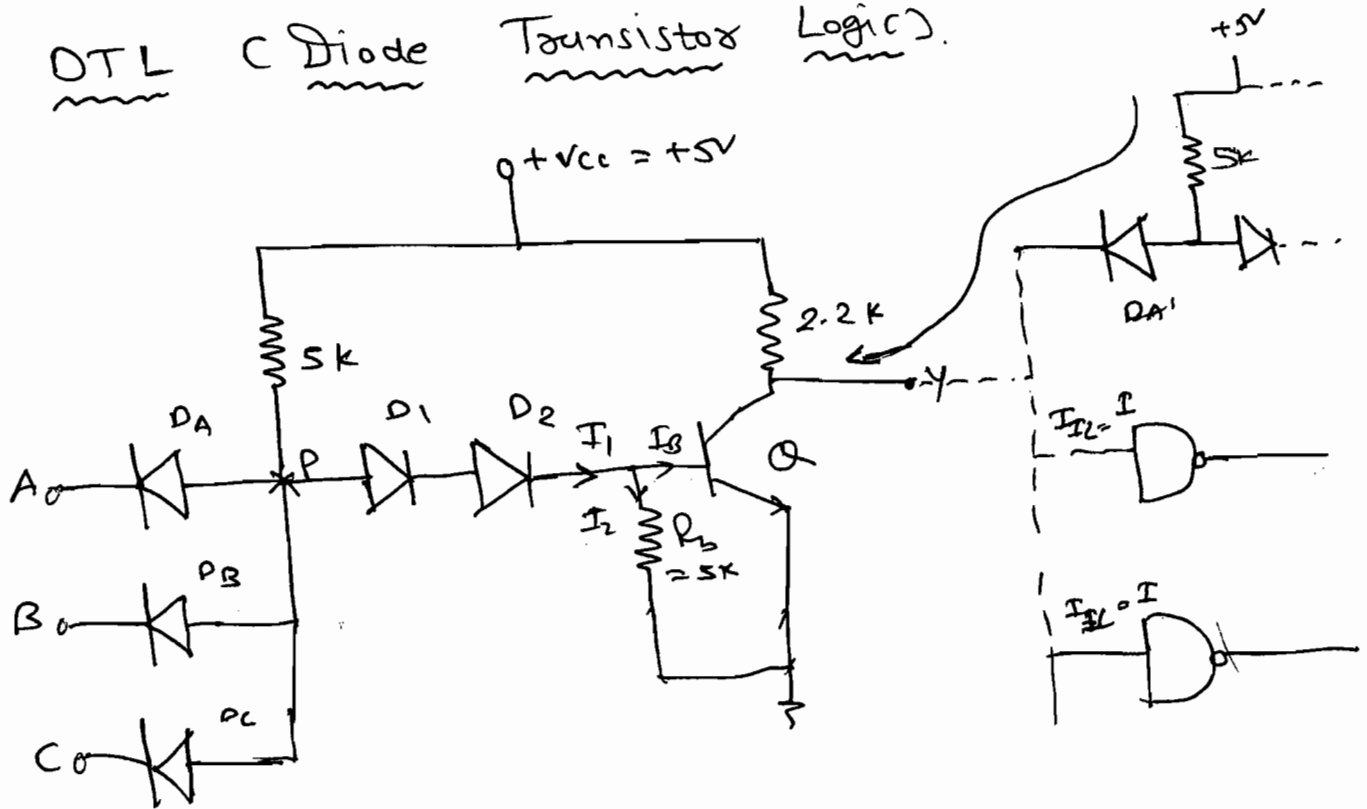 DTL (Diode Transistor Logic).
+5V
+VCC = +5V
5K
2.2K
DA'
5K
DA
P
D1
D2
I1
IB
Y
Q
IIL = I
A
I2
Rb
= 5K
DB
B
IIL = I
DC
C